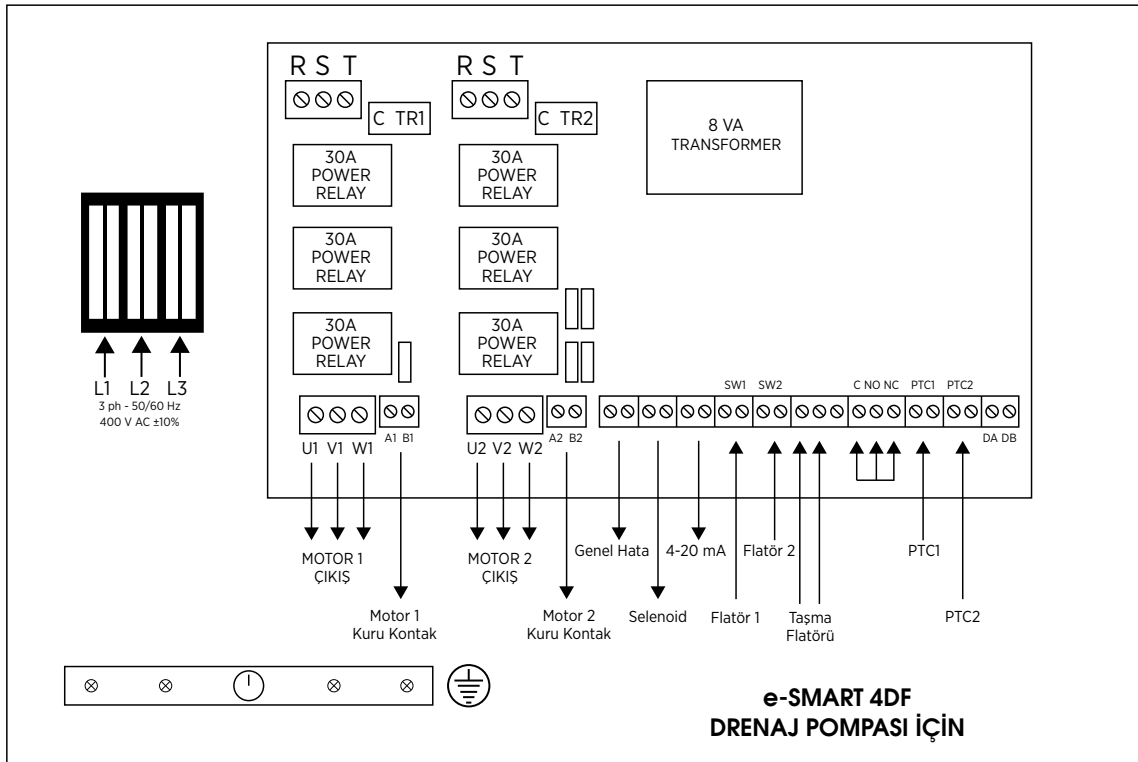 R S T
R S T
C TR1
C TR2
8 VA
TRANSFORMER
30A
POWER
RELAY
30A
POWER
RELAY
30A
POWER
RELAY
30A
POWER
RELAY
30A
POWER
RELAY
30A
POWER
RELAY
L1 L2 L3
3 ph - 50/60 Hz
400 V AC ±10%
SW1 SW2 C NO NC PTC1 PTC2
U1 V1 W1
A1 B1
U2 V2 W2
A2 B2
DA DB
MOTOR 1
ÇIKIŞ
MOTOR 2
ÇIKIŞ
Genel Hata
4-20 mA
Flatör 2
PTC1
Motor 1
Kuru Kontak
Motor 2
Kuru Kontak
Selenoid
Flatör 1
Taşma
Flatörü
PTC2
e-SMART 4DF
DRENAJ POMPASI İÇİN